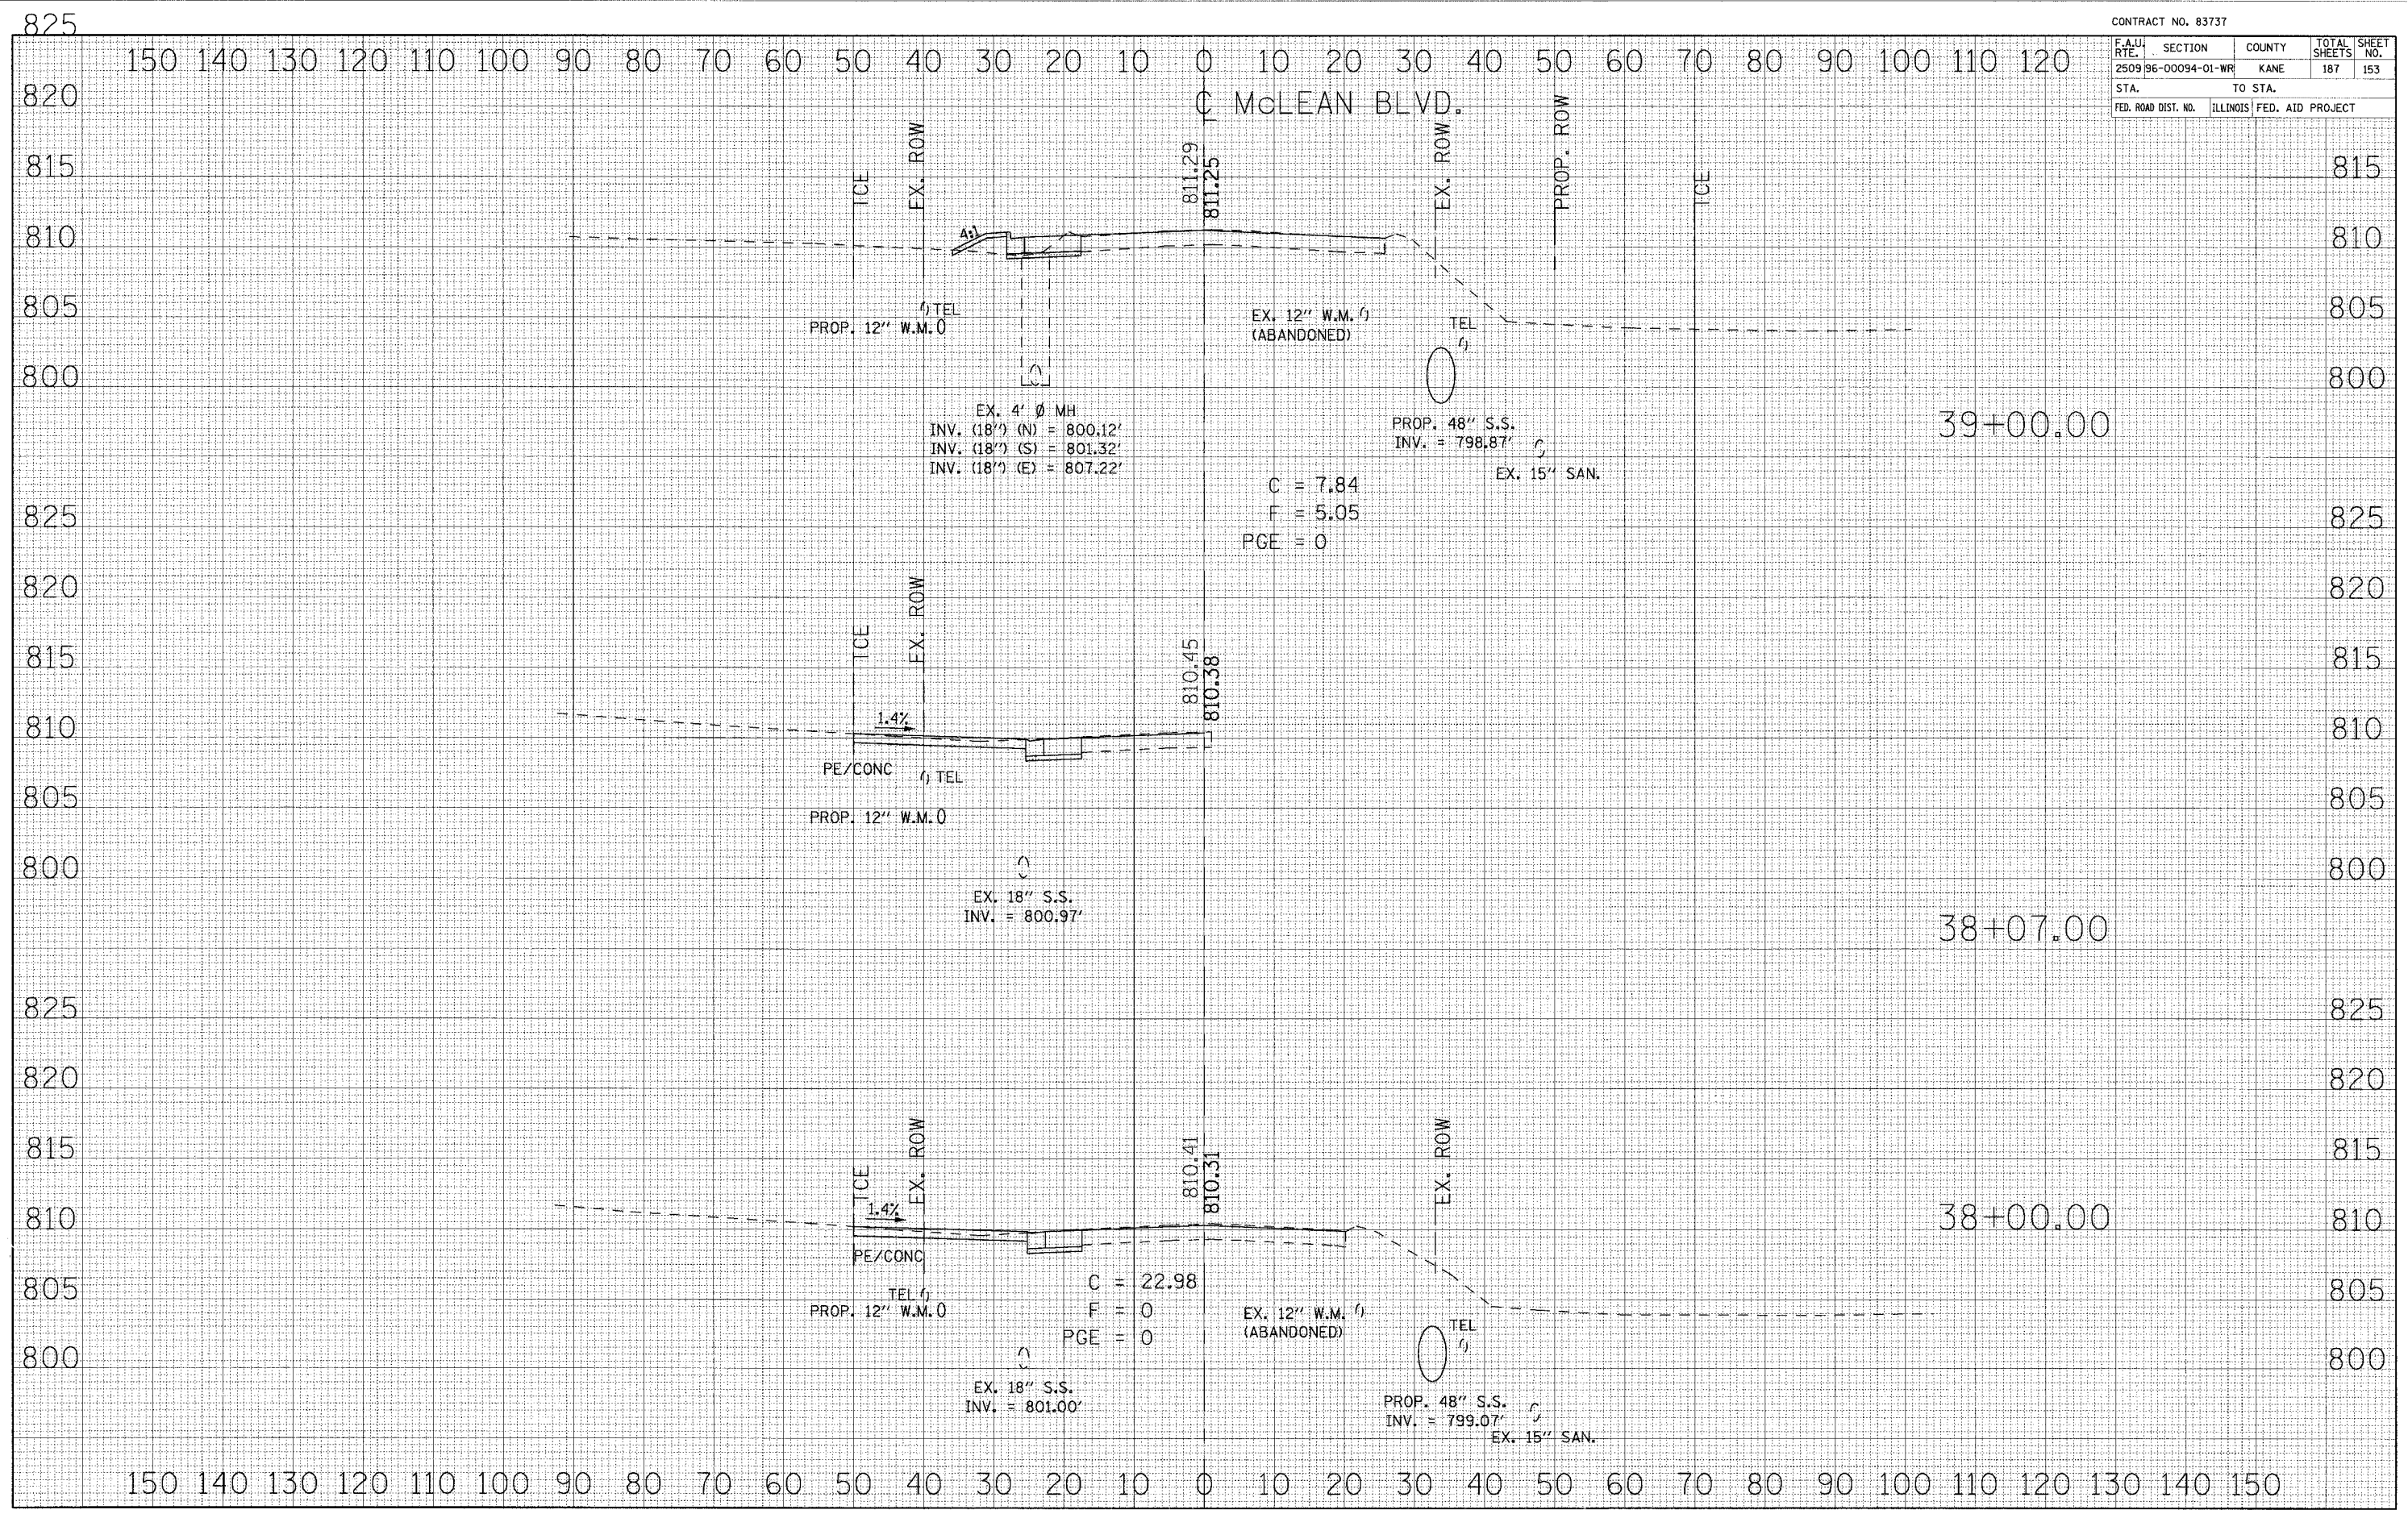 CONTRACT NO. 83737
F.A.U. RTE. SECTION COUNTY TOTAL SHEETS SHEET NO.
2509 96-00094-01-WR KANE 187 153
STA. TO STA.
FED. ROAD DIST. NO. ILLINOIS FED. AID PROJECT
825
150 140 130 120 110 100 90 80 70 60 50 40 30 20 10 0 10 20 30 40 50 60 70 80 90 100 110 120
820
℄ McLEAN BLVD.
TCE
EX. ROW
811.29
811.25
EX. ROW
PROP. ROW
TCE
815 815
810 810
4:1
805 805
TEL
PROP. 12" W.M.
EX. 12" W.M.
(ABANDONED)
TEL
800 800
EX. 4' Ø MH
INV. (18") (N) = 800.12'
INV. (18") (S) = 801.32'
INV. (18") (E) = 807.22'
PROP. 48" S.S.
INV. = 798.87'
EX. 15" SAN.
39+00.00
C = 7.84
F = 5.05
PGE = 0
825 825
820 820
TCE
EX. ROW
810.45
810.38
815 815
810 810
1.4%
PE/CONC
TEL
805 805
PROP. 12" W.M.
800 800
EX. 18" S.S.
INV. = 800.97'
38+07.00
825 825
820 820
TCE
EX. ROW
810.41
810.31
EX. ROW
815 815
810 810
1.4%
38+00.00
PE/CONC
805 805
TEL
PROP. 12" W.M.
C = 22.98
F = 0
PGE = 0
EX. 12" W.M.
(ABANDONED)
TEL
800 800
EX. 18" S.S.
INV. = 801.00'
PROP. 48" S.S.
INV. = 799.07'
EX. 15" SAN.
150 140 130 120 110 100 90 80 70 60 50 40 30 20 10 0 10 20 30 40 50 60 70 80 90 100 110 120 130 140 150